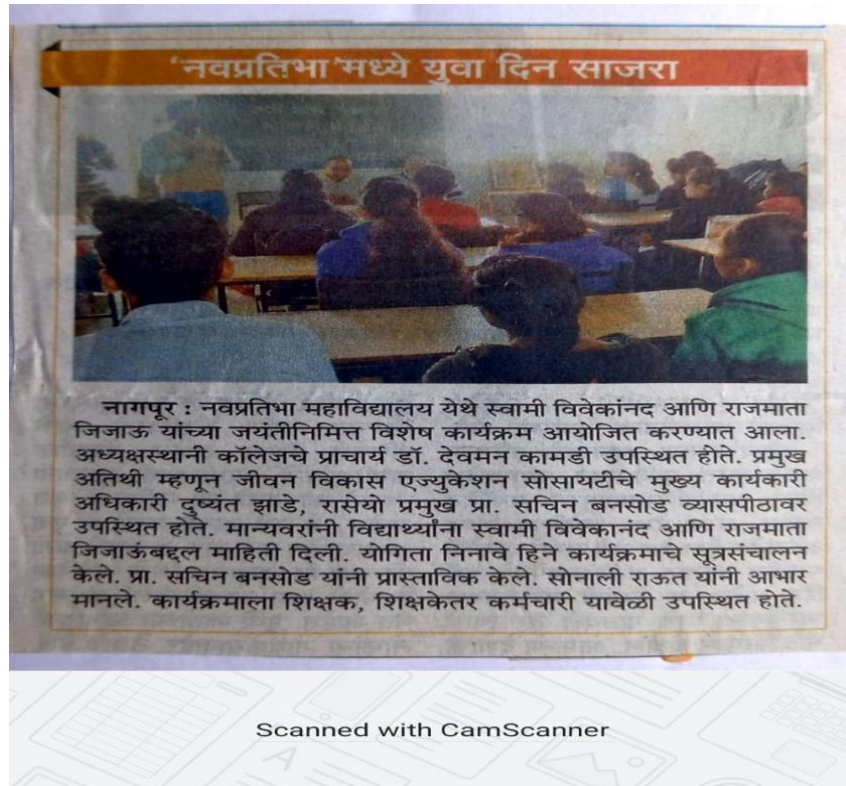 'नवप्रतिभा'मध्ये युवा दिन साजरा
नागपूर : नवप्रतिभा महाविद्यालय येथे स्वामी विवेकांनद आणि राजमाता
जिजाऊ यांच्या जयंतीनिमित्त विशेष कार्यक्रम आयोजित करण्यात आला.
अध्यक्षस्थानी कॉलेजचे प्राचार्य डॉ. देवमन कामडी उपस्थित होते. प्रमुख
अतिथी म्हणून जीवन विकास एज्युकेशन सोसायटीचे मुख्य कार्यकारी
अधिकारी दुष्यंत झाडे, रासेयो प्रमुख प्रा. सचिन बनसोड व्यासपीठावर
उपस्थित होते. मान्यवरांनी विद्यार्थ्यांना स्वामी विवेकानंद आणि राजमाता
जिजाऊंबद्दल माहिती दिली. योगिता निनावे हिने कार्यक्रमाचे सूत्रसंचालन
केले. प्रा. सचिन बनसोड यांनी प्रास्ताविक केले. सोनाली राऊत यांनी आभार
मानले. कार्यक्रमाला शिक्षक, शिक्षकेतर कर्मचारी यावेळी उपस्थित होते.
Scanned with CamScanner